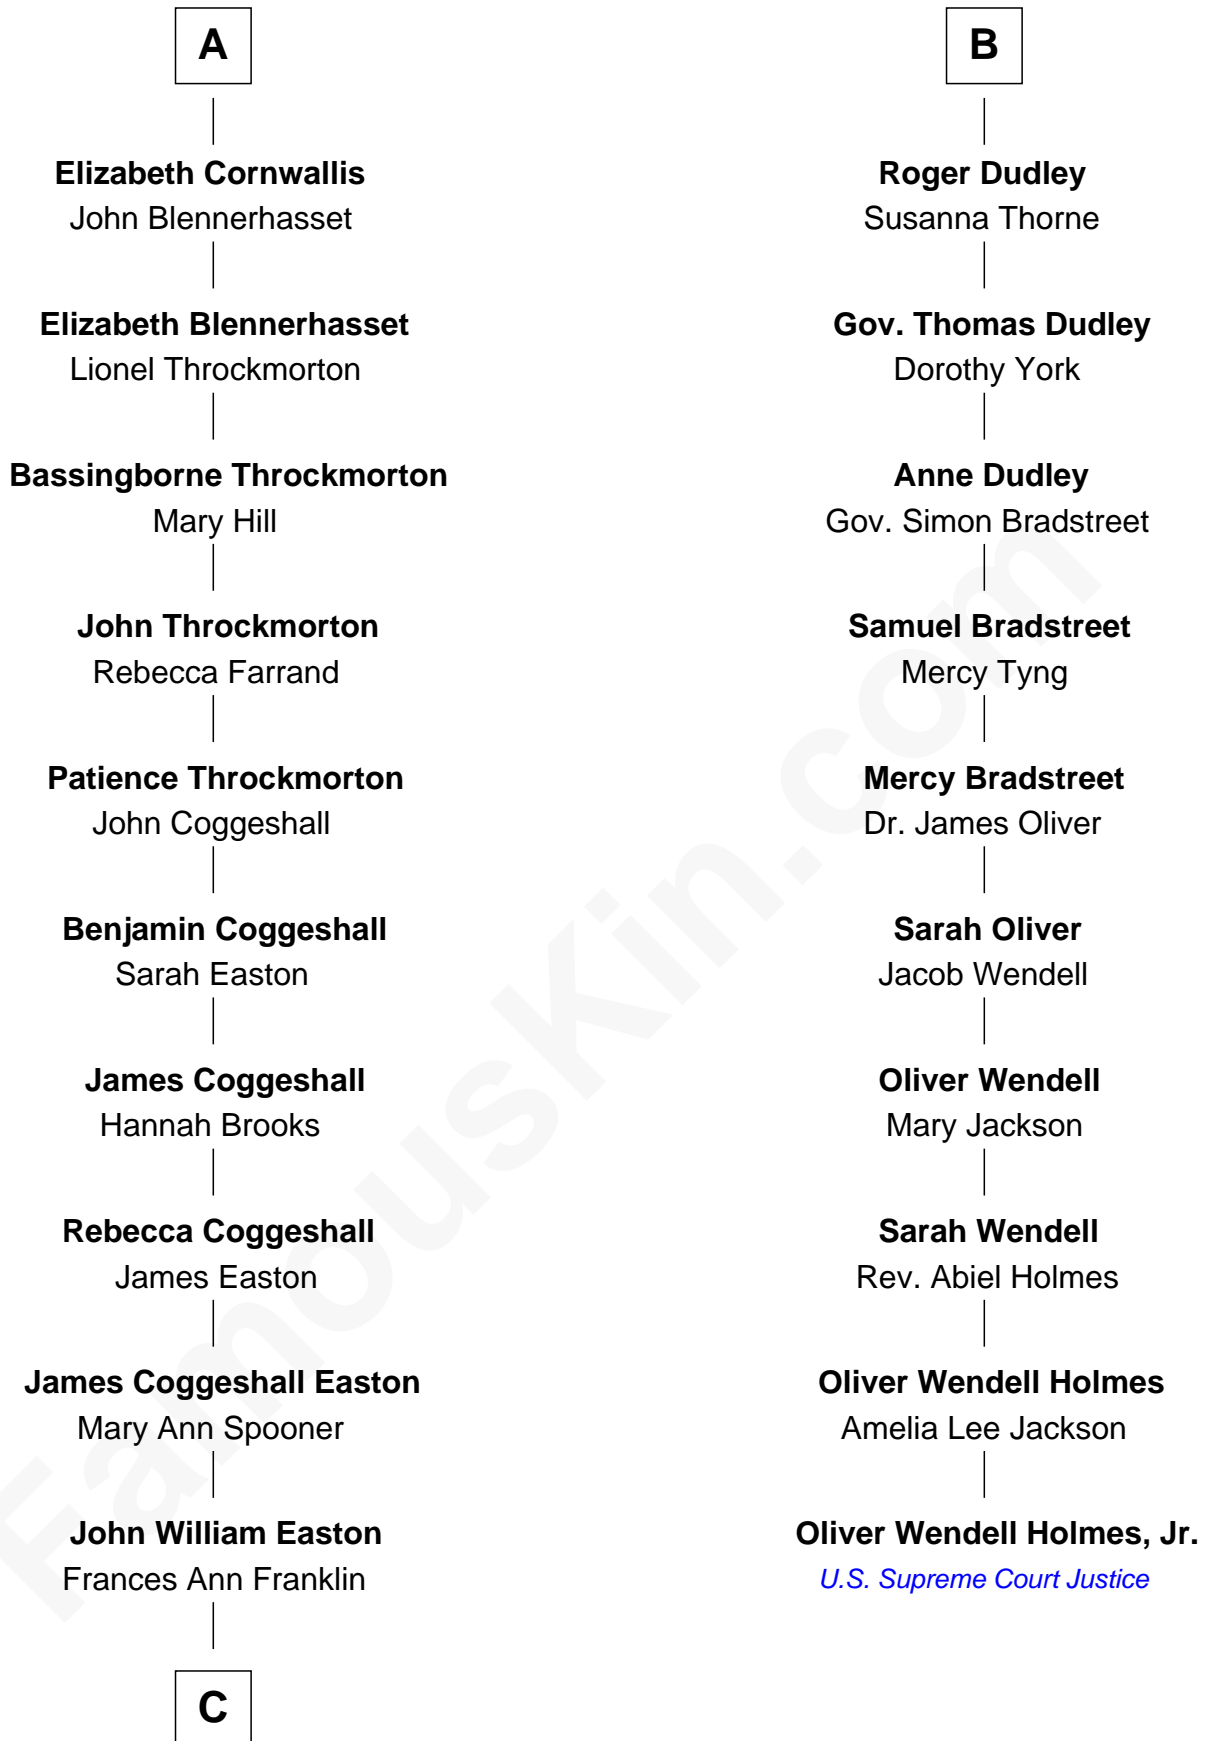 A
Elizabeth Cornwallis
John Blennerhasset
Elizabeth Blennerhasset
Lionel Throckmorton
Bassingborne Throckmorton
Mary Hill
John Throckmorton
Rebecca Farrand
Patience Throckmorton
John Coggeshall
Benjamin Coggeshall
Sarah Easton
James Coggeshall
Hannah Brooks
Rebecca Coggeshall
James Easton
James Coggeshall Easton
Mary Ann Spooner
John William Easton
Frances Ann Franklin
C
B
Roger Dudley
Susanna Thorne
Gov. Thomas Dudley
Dorothy York
Anne Dudley
Gov. Simon Bradstreet
Samuel Bradstreet
Mercy Tyng
Mercy Bradstreet
Dr. James Oliver
Sarah Oliver
Jacob Wendell
Oliver Wendell
Mary Jackson
Sarah Wendell
Rev. Abiel Holmes
Oliver Wendell Holmes
Amelia Lee Jackson
Oliver Wendell Holmes, Jr.
U.S. Supreme Court Justice
FamousKin.com